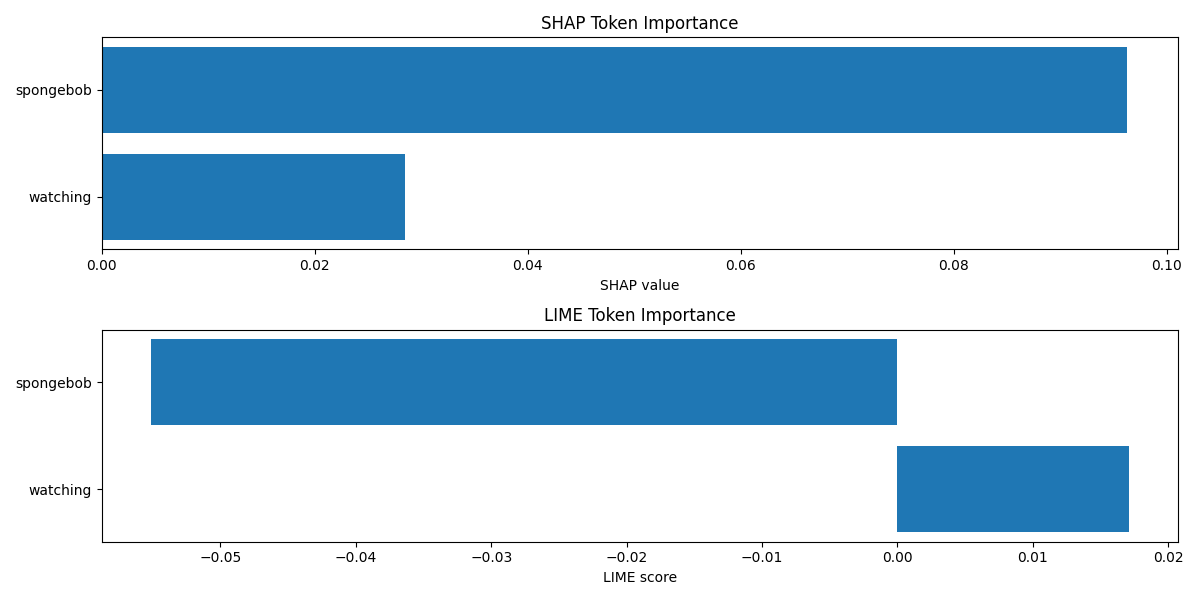 SHAP Token Importance
spongebob
watching
0.00 0.02 0.04 0.06 0.08 0.10
SHAP value
LIME Token Importance
spongebob
watching
−0.05 −0.04 −0.03 −0.02 −0.01 0.00 0.01 0.02
LIME score